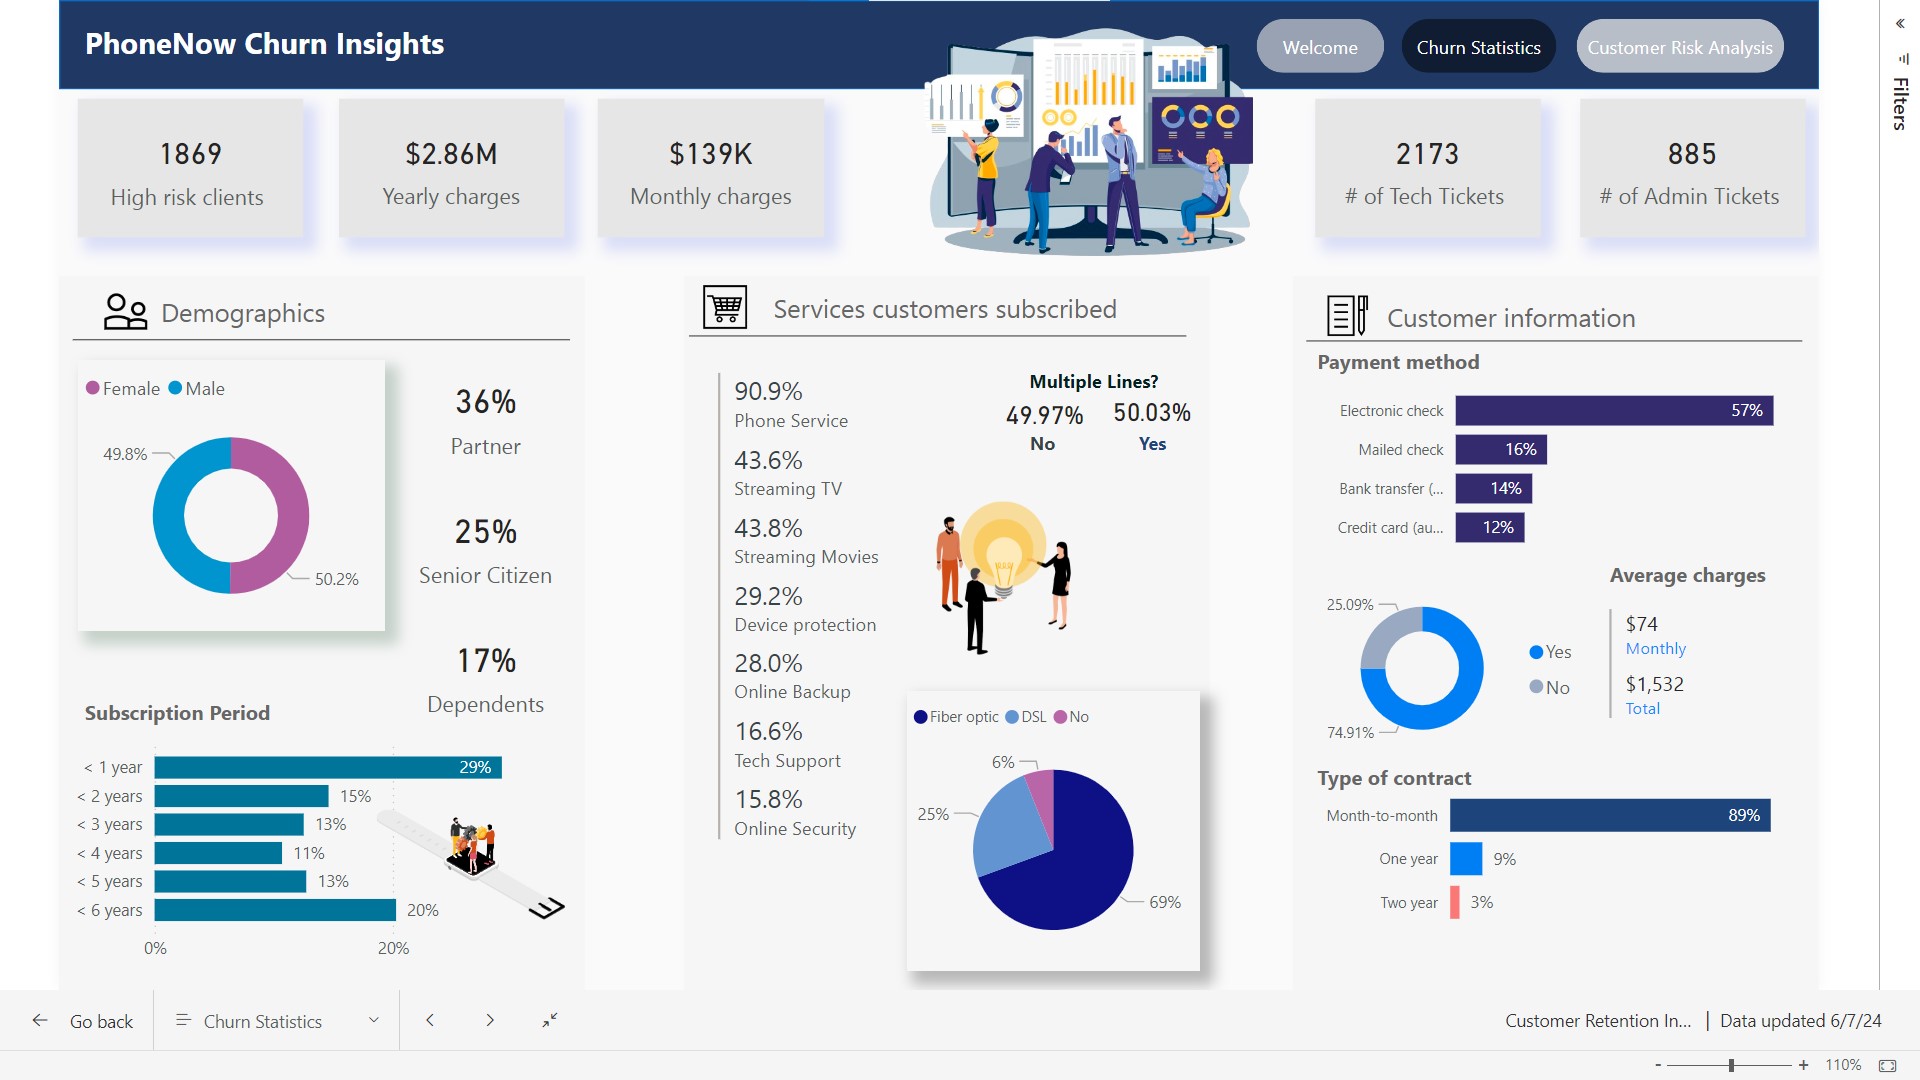 PhoneNow Churn Insights
Welcome
Churn Statistics
Customer Risk Analysis
Filters
1869
High risk clients
$2.86M
Yearly charges
$139K
Monthly charges
2173
# of Tech Tickets
885
# of Admin Tickets
Demographics
Female
Male
49.8%
50.2%
36%
Partner
25%
Senior Citizen
17%
Dependents
Subscription Period
< 1 year
29%
< 2 years
15%
< 3 years
13%
< 4 years
11%
< 5 years
13%
< 6 years
20%
0%
20%
Services customers subscribed
90.9%
Phone Service
43.6%
Streaming TV
43.8%
Streaming Movies
29.2%
Device protection
28.0%
Online Backup
16.6%
Tech Support
15.8%
Online Security
Multiple Lines?
49.97%
No
50.03%
Yes
Fiber optic
DSL
No
6%
25%
69%
Customer information
Payment method
Electronic check
57%
Mailed check
16%
Bank transfer (...
14%
Credit card (au...
12%
25.09%
74.91%
Yes
No
Average charges
$74
Monthly
$1,532
Total
Type of contract
Month-to-month
89%
One year
9%
Two year
3%
Go back
Churn Statistics
Customer Retention In... | Data updated 6/7/24
- + 110%